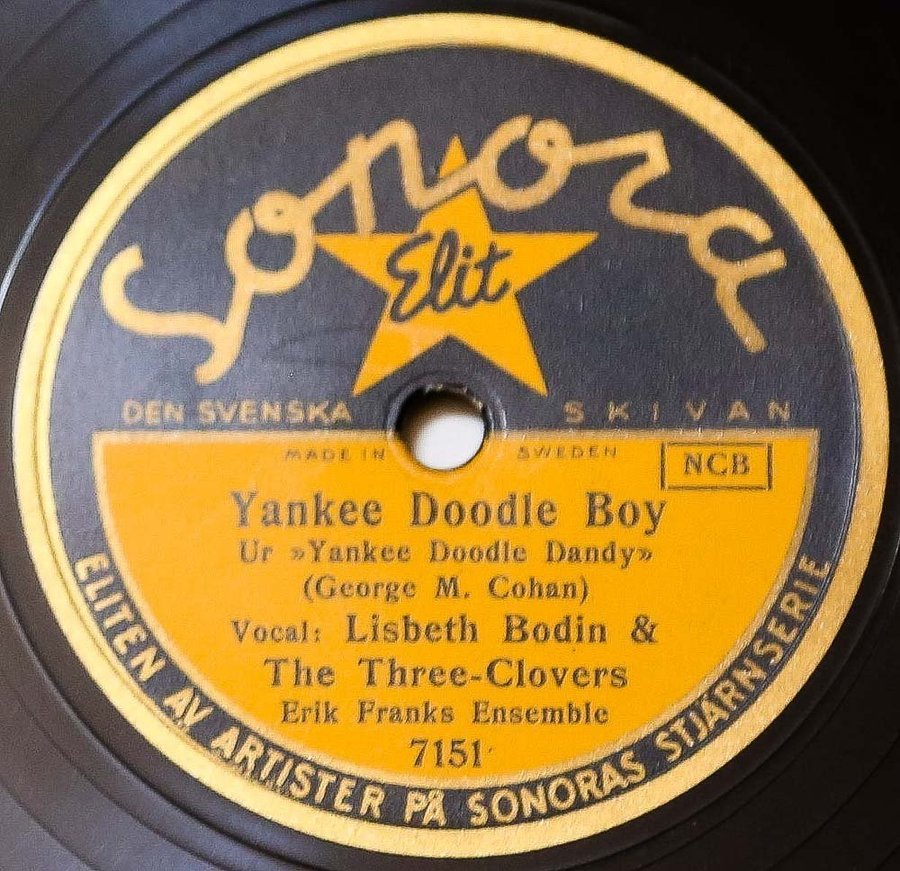 Sonora
Elit
DEN SVENSKA SKIVAN
MADE IN SWEDEN
NCB
Yankee Doodle Boy
Ur »Yankee Doodle Dandy»
(George M. Cohan)
Vocal: Lisbeth Bodin &
The Three-Clovers
Erik Franks Ensemble
7151
ELITEN AV ARTISTER PÅ SONORAS STJÄRNSERIE